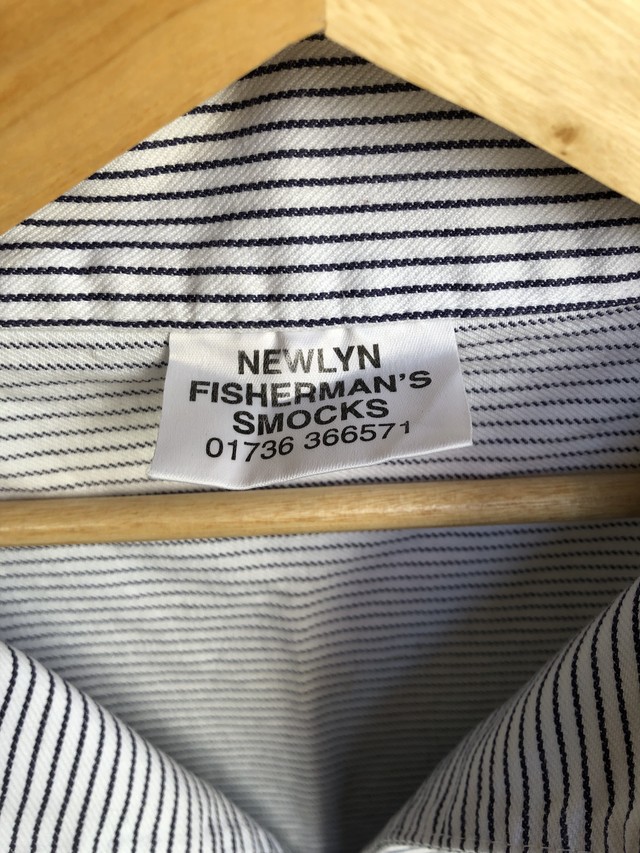 NEWLYN
FISHERMAN'S
SMOCKS
01736 366571